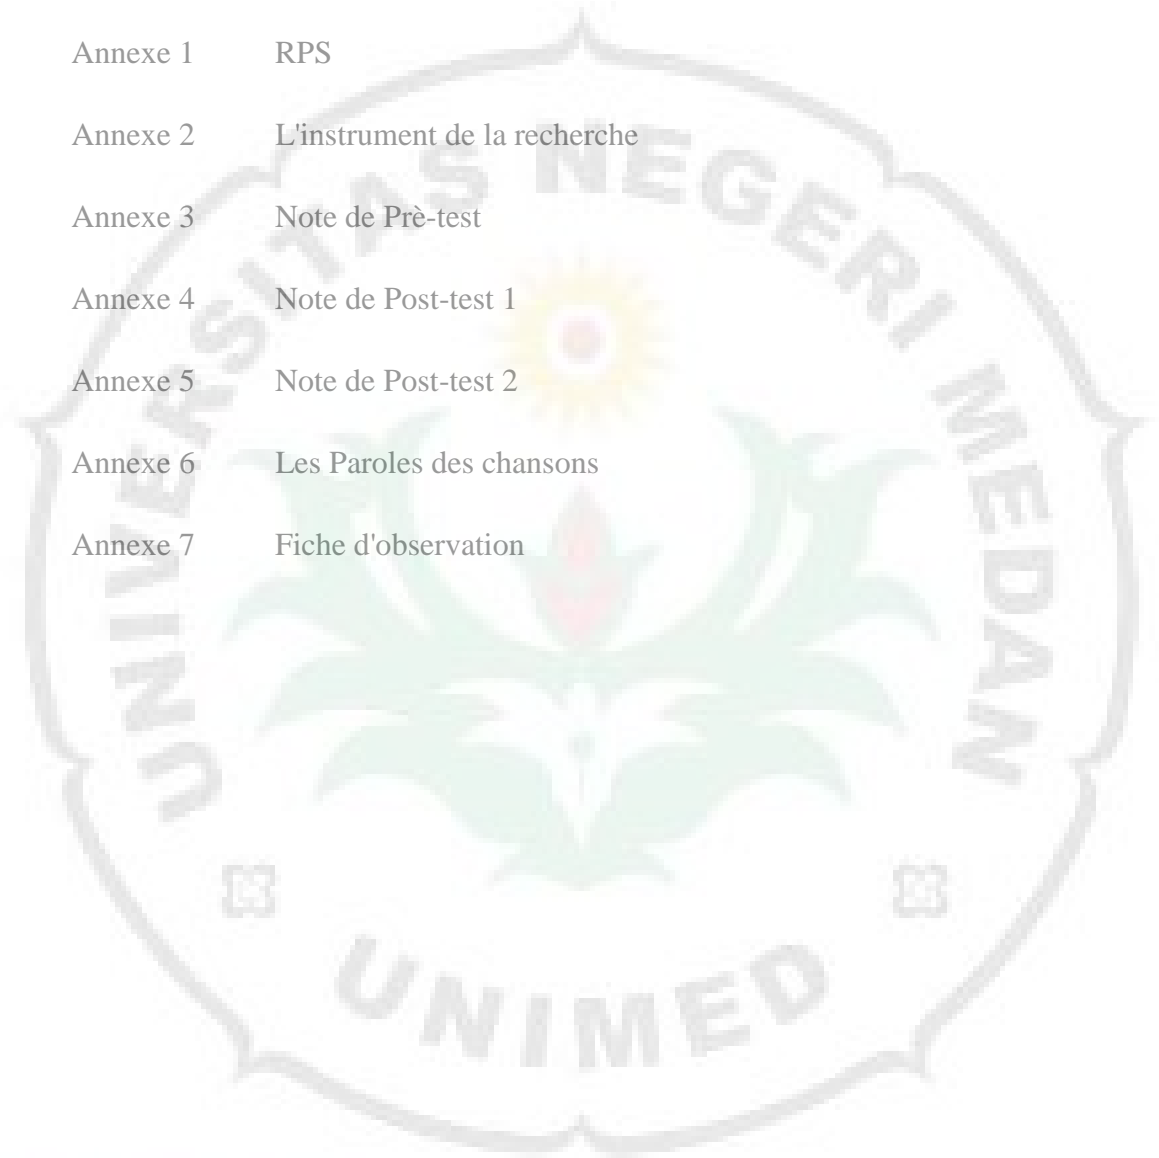 Annexe 1 RPS
Annexe 2 L'instrument de la recherche
Annexe 3 Note de Prè-test
Annexe 4 Note de Post-test 1
Annexe 5 Note de Post-test 2
Annexe 6 Les Paroles des chansons
Annexe 7 Fiche d'observation
UNIVERSITAS NEGERI MEDAN
UNIMED